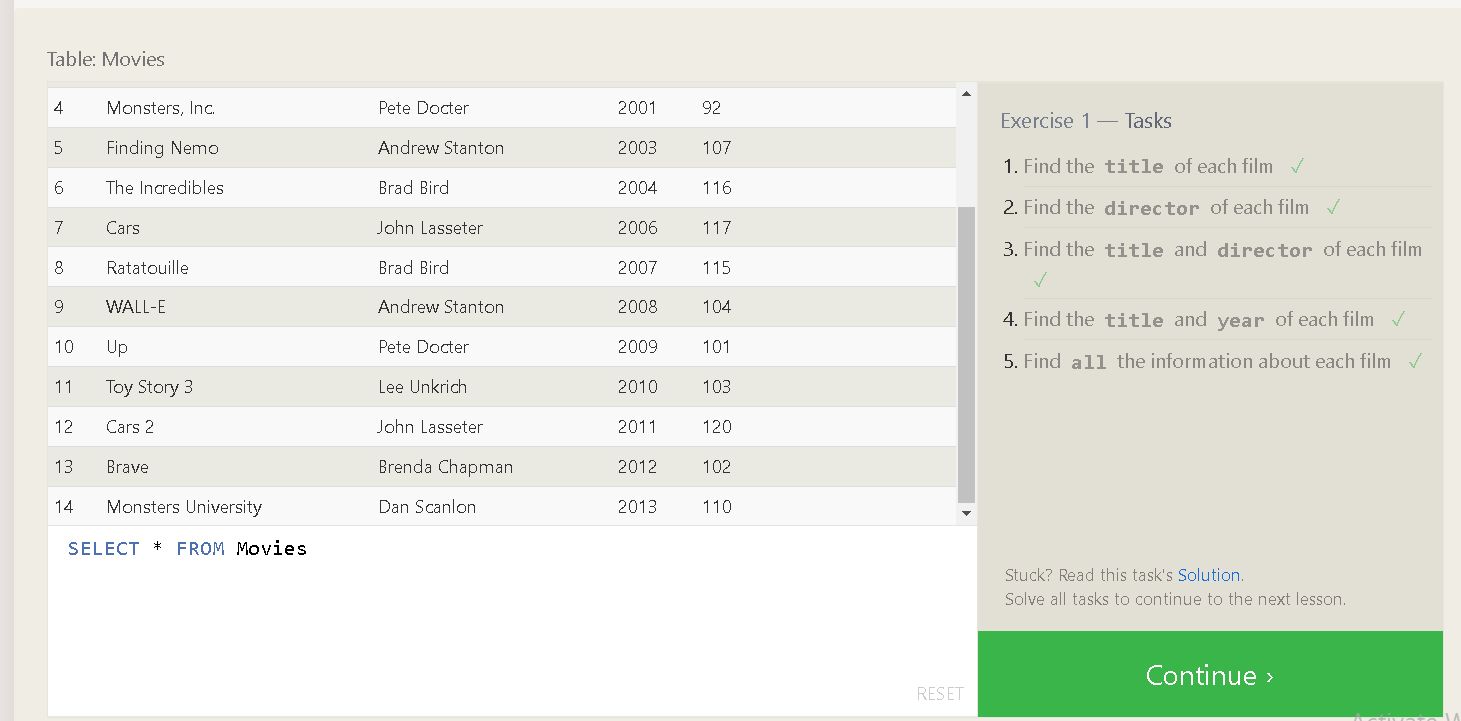 Table: Movies
4 Monsters, Inc. Pete Docter 2001 92
5 Finding Nemo Andrew Stanton 2003 107
6 The Incredibles Brad Bird 2004 116
7 Cars John Lasseter 2006 117
8 Ratatouille Brad Bird 2007 115
9 WALL-E Andrew Stanton 2008 104
10 Up Pete Docter 2009 101
11 Toy Story 3 Lee Unkrich 2010 103
12 Cars 2 John Lasseter 2011 120
13 Brave Brenda Chapman 2012 102
14 Monsters University Dan Scanlon 2013 110
SELECT * FROM Movies
RESET
Exercise 1 — Tasks
1. Find the title of each film ✓
2. Find the director of each film ✓
3. Find the title and director of each film
✓
4. Find the title and year of each film ✓
5. Find all the information about each film ✓
Stuck? Read this task's Solution.
Solve all tasks to continue to the next lesson.
Continue ›